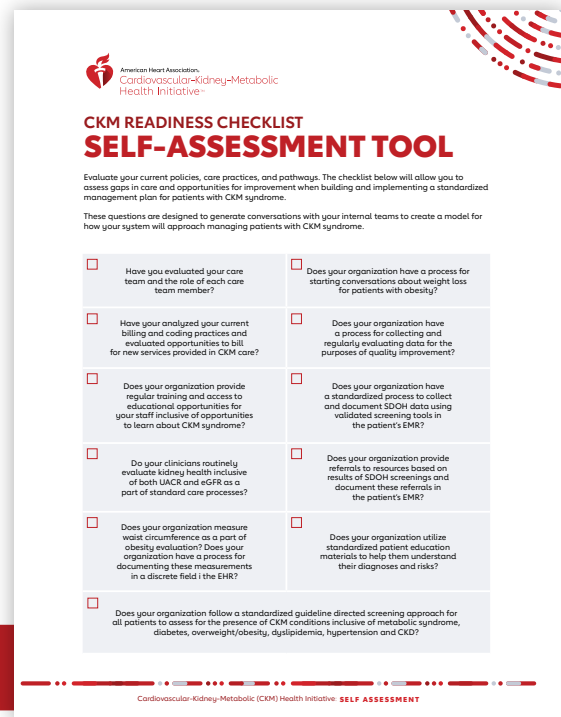 American Heart Association.
Cardiovascular-Kidney-Metabolic
Health Initiative™
CKM READINESS CHECKLIST
SELF-ASSESSMENT TOOL
Evaluate your current policies, care practices, and pathways. The checklist below will allow you to
assess gaps in care and opportunities for improvement when building and implementing a standardized
management plan for patients with CKM syndrome.
These questions are designed to generate conversations with your internal teams to create a model for
how your system will approach managing patients with CKM syndrome.
Have you evaluated your care
team and the role of each care
team member?
Does your organization have a process for
starting conversations about weight loss
for patients with obesity?
Have your analyzed your current
billing and coding practices and
evaluated opportunities to bill
for new services provided in CKM care?
Does your organization have
a process for collecting and
regularly evaluating data for the
purposes of quality improvement?
Does your organization provide
regular training and access to
educational opportunities for
your staff inclusive of opportunities
to learn about CKM syndrome?
Does your organization have
a standardized process to collect
and document SDOH data using
validated screening tools in
the patient's EMR?
Do your clinicians routinely
evaluate kidney health inclusive
of both UACR and eGFR as a
part of standard care processes?
Does your organization provide
referrals to resources based on
results of SDOH screenings and
document these referrals in
the patient's EMR?
Does your organization measure
waist circumference as a part of
obesity evaluation? Does your
organization have a process for
documenting these measurements
in a discrete field i the EHR?
Does your organization utilize
standardized patient education
materials to help them understand
their diagnoses and risks?
Does your organization follow a standardized guideline directed screening approach for
all patients to assess for the presence of CKM conditions inclusive of metabolic syndrome,
diabetes, overweight/obesity, dyslipidemia, hypertension and CKD?
Cardiovascular-Kidney-Metabolic (CKM) Health Initiative: SELF ASSESSMENT